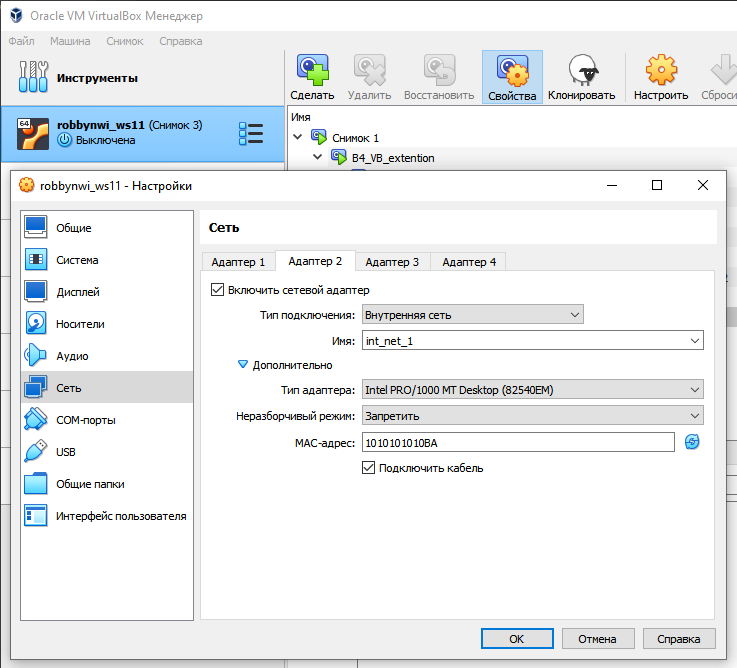 Oracle VM VirtualBox Менеджер
Файл Машина Снимок Справка
Инструменты
Сделать Удалить Восстановить Свойства Клонировать Настроить
64
robbynwi_ws11 (Снимок 3)
Выключена
Имя
Снимок 1
B4_VB_extention
robbynwi_ws11 - Настройки
Общие
Система
Дисплей
Носители
Аудио
Сеть
COM-порты
USB
Общие папки
Интерфейс пользователя
Сеть
Адаптер 1 Адаптер 2 Адаптер 3 Адаптер 4
Включить сетевой адаптер
Тип подключения: Внутренняя сеть
Имя: int_net_1
Дополнительно
Тип адаптера: Intel PRO/1000 MT Desktop (82540EM)
Неразборчивый режим: Запретить
MAC-адрес: 1010101010BA
Подключить кабель
OK Отмена Справка